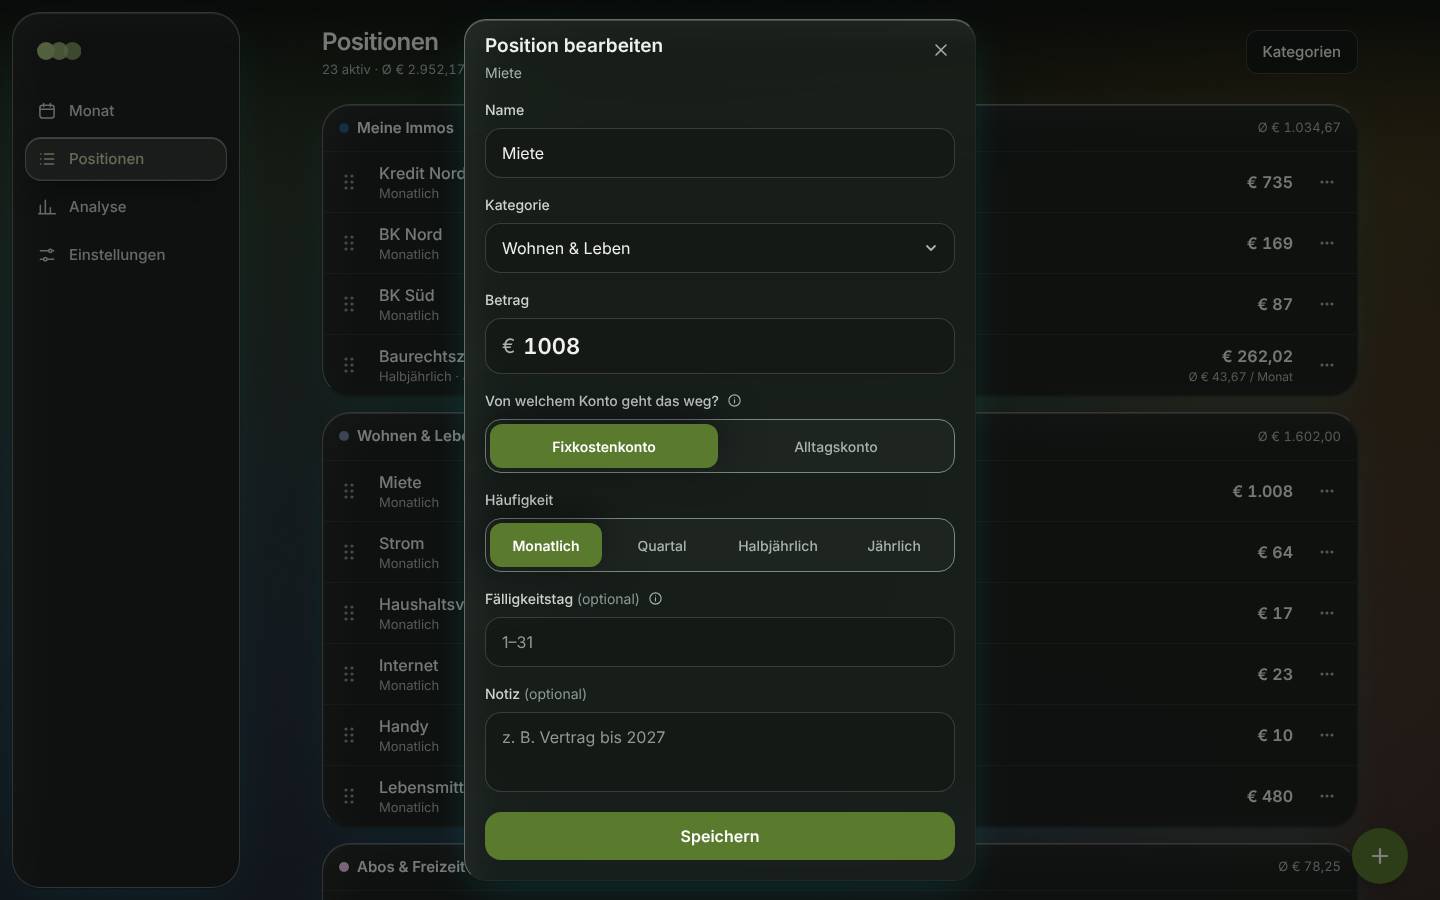 Monat
Positionen
Analyse
Einstellungen
Positionen
23 aktiv · Ø € 2.952,17
Kategorien
Meine Immos
Ø € 1.034,67
Kredit Nord
Monatlich
€ 735
BK Nord
Monatlich
€ 169
BK Süd
Monatlich
€ 87
Halbjährlich ·
€ 262,02
Ø € 43,67 / Monat
Wohnen &
Ø € 1.602,00
Miete
Monatlich
€ 1.008
Strom
Monatlich
€ 64
Monatlich
€ 17
Internet
Monatlich
€ 23
Handy
Monatlich
€ 10
Monatlich
€ 480
Abos & Freizeit
Ø € 78,25
Position bearbeiten
Miete
Name
Miete
Kategorie
Wohnen & Leben
Betrag
€ 1008
Von welchem Konto geht das weg?
Fixkostenkonto
Alltagskonto
Häufigkeit
Monatlich
Quartal
Halbjährlich
Jährlich
Fälligkeitstag (optional)
1–31
Notiz (optional)
z. B. Vertrag bis 2027
Speichern